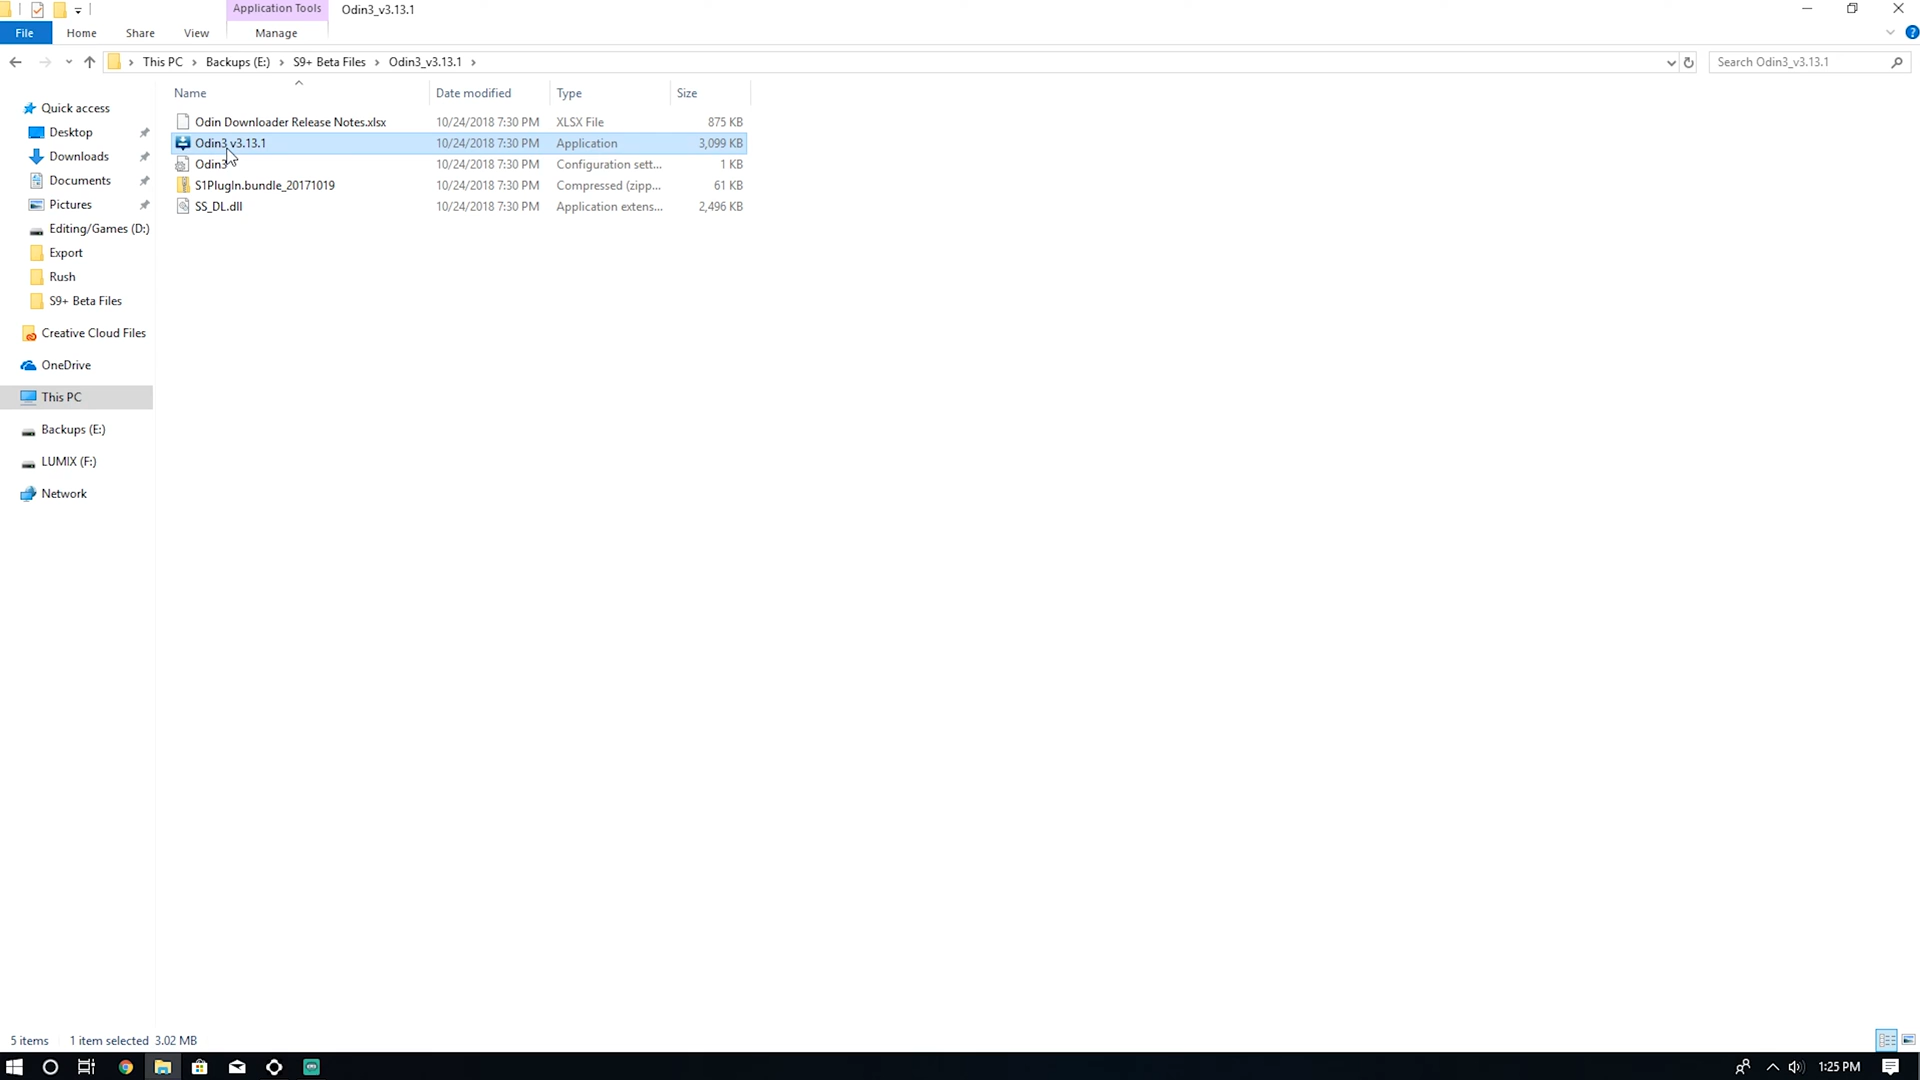 Application Tools Odin3_v3.13.1
File Home Share View Manage
This PC Backups (E:) S9+ Beta Files Odin3_v3.13.1 Search Odin3_v3.13.1
Name Date modified Type Size
Odin Downloader Release Notes.xlsx 10/24/2018 7:30 PM XLSX File 875 KB
Odin3 v3.13.1 10/24/2018 7:30 PM Application 3,099 KB
Odin3 10/24/2018 7:30 PM Configuration sett... 1 KB
S1PlugIn.bundle_20171019 10/24/2018 7:30 PM Compressed (zipp... 61 KB
SS_DL.dll 10/24/2018 7:30 PM Application extens... 2,496 KB
Quick access
Desktop
Downloads
Documents
Pictures
Editing/Games (D:)
Export
Rush
S9+ Beta Files
Creative Cloud Files
OneDrive
This PC
Backups (E:)
LUMIX (F:)
Network
5 items 1 item selected 3.02 MB
1:25 PM